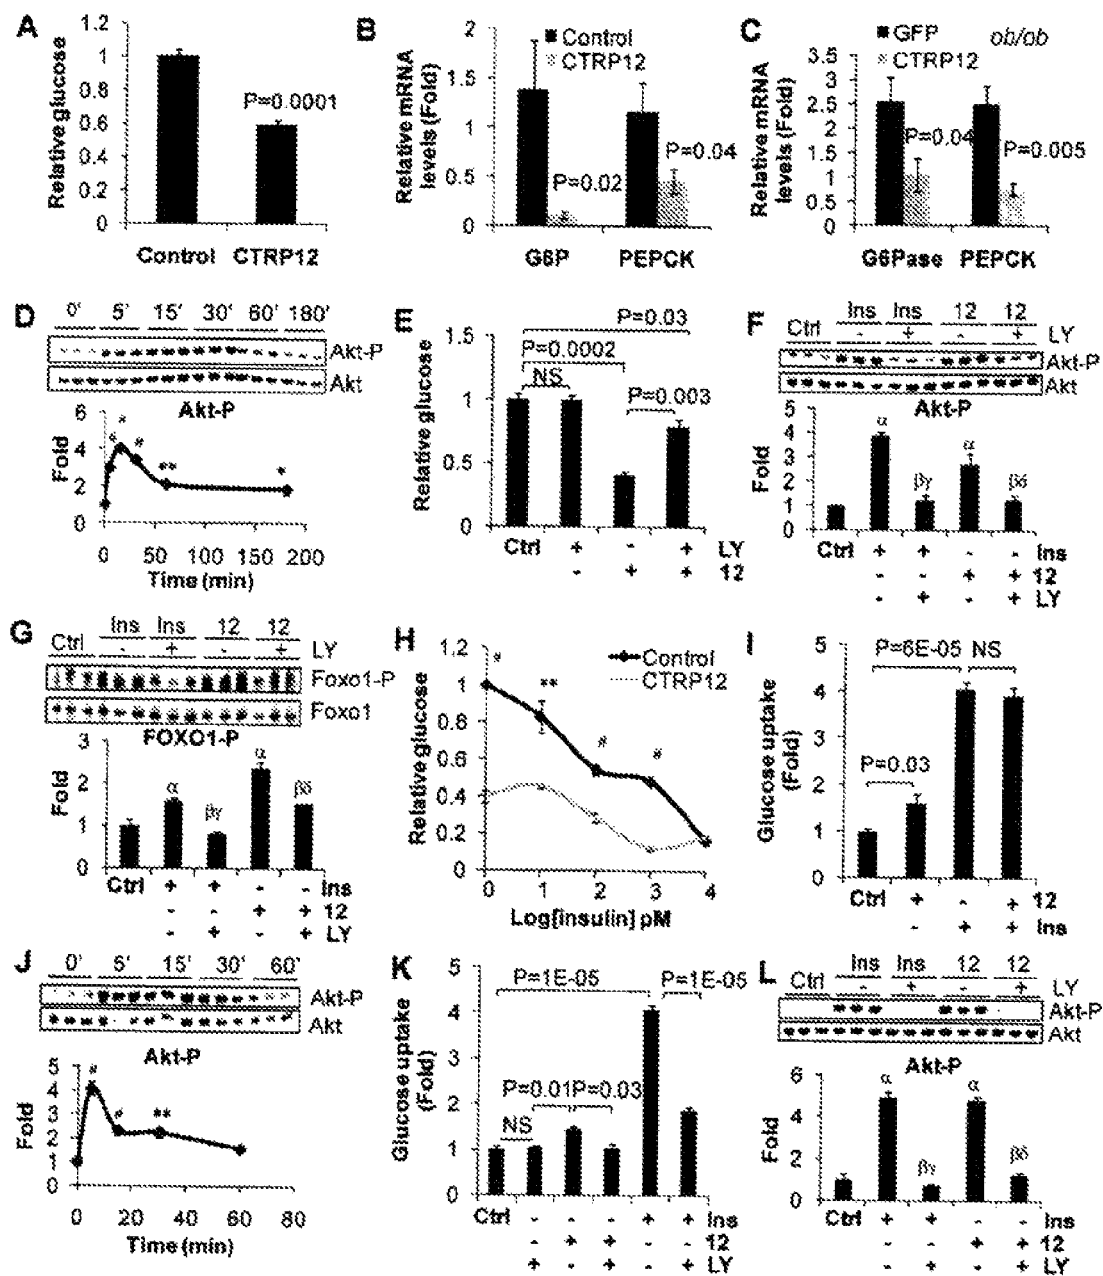 A
Relative glucose
1.2
1
0.8
0.6
0.4
0.2
0
P=0.0001
Control CTRP12
B
Relative mRNA levels (Fold)
2
1.5
1
0.5
0
Control
CTRP12
P=0.02
P=0.04
G6P PEPCK
C
Relative mRNA levels (Fold)
3.5
3
2.5
2
1.5
1
0.5
0
GFP
CTRP12
ob/ob
P=0.04
P=0.005
G6Pase PEPCK
D
0' 5' 15' 30' 60' 180'
Akt-P
Akt
Akt-P
Fold
6
4
2
0
# # # ** *
0 50 100 150 200
Time (min)
E
Relative glucose
1.5
1
0.5
0
P=0.03
P=0.0002
NS
P=0.003
Ctrl + - + LY
- + + 12
F
Ins Ins 12 12
Ctrl - + - + LY
Akt-P
Akt
Akt-P
Fold
5
4
3
2
1
0
α βγ α βδ
Ctrl + + - - Ins
- - + + 12
- + - + LY
G
Ins Ins 12 12
Ctrl - + - + LY
Foxo1-P
Foxo1
FOXO1-P
Fold
3
2
1
0
α βγ α βδ
Ctrl + + - - Ins
- - + + 12
- + - + LY
H
Relative glucose
1.2
1
0.8
0.6
0.4
0.2
0
Control
CTRP12
# ** # #
0 1 2 3 4
Log[insulin] pM
I
Glucose uptake (Fold)
5
4
3
2
1
0
P=6E-05 NS
P=0.03
Ctrl + - + 12
- + + Ins
J
0' 5' 15' 30' 60'
Akt-P
Akt
Akt-P
Fold
5
4
3
2
1
0
# # **
0 20 40 60 80
Time (min)
K
Glucose uptake (Fold)
5
4
3
2
1
0
P=1E-05 P=1E-05
P=0.01 P=0.03
NS
Ctrl - - - + + Ins
- + + - - 12
+ - + - + LY
L
Ins Ins 12 12
Ctrl - + - + LY
Akt-P
Akt
Akt-P
Fold
6
4
2
0
α βγ α βδ
Ctrl + + - - Ins
- - + + 12
- + - + LY